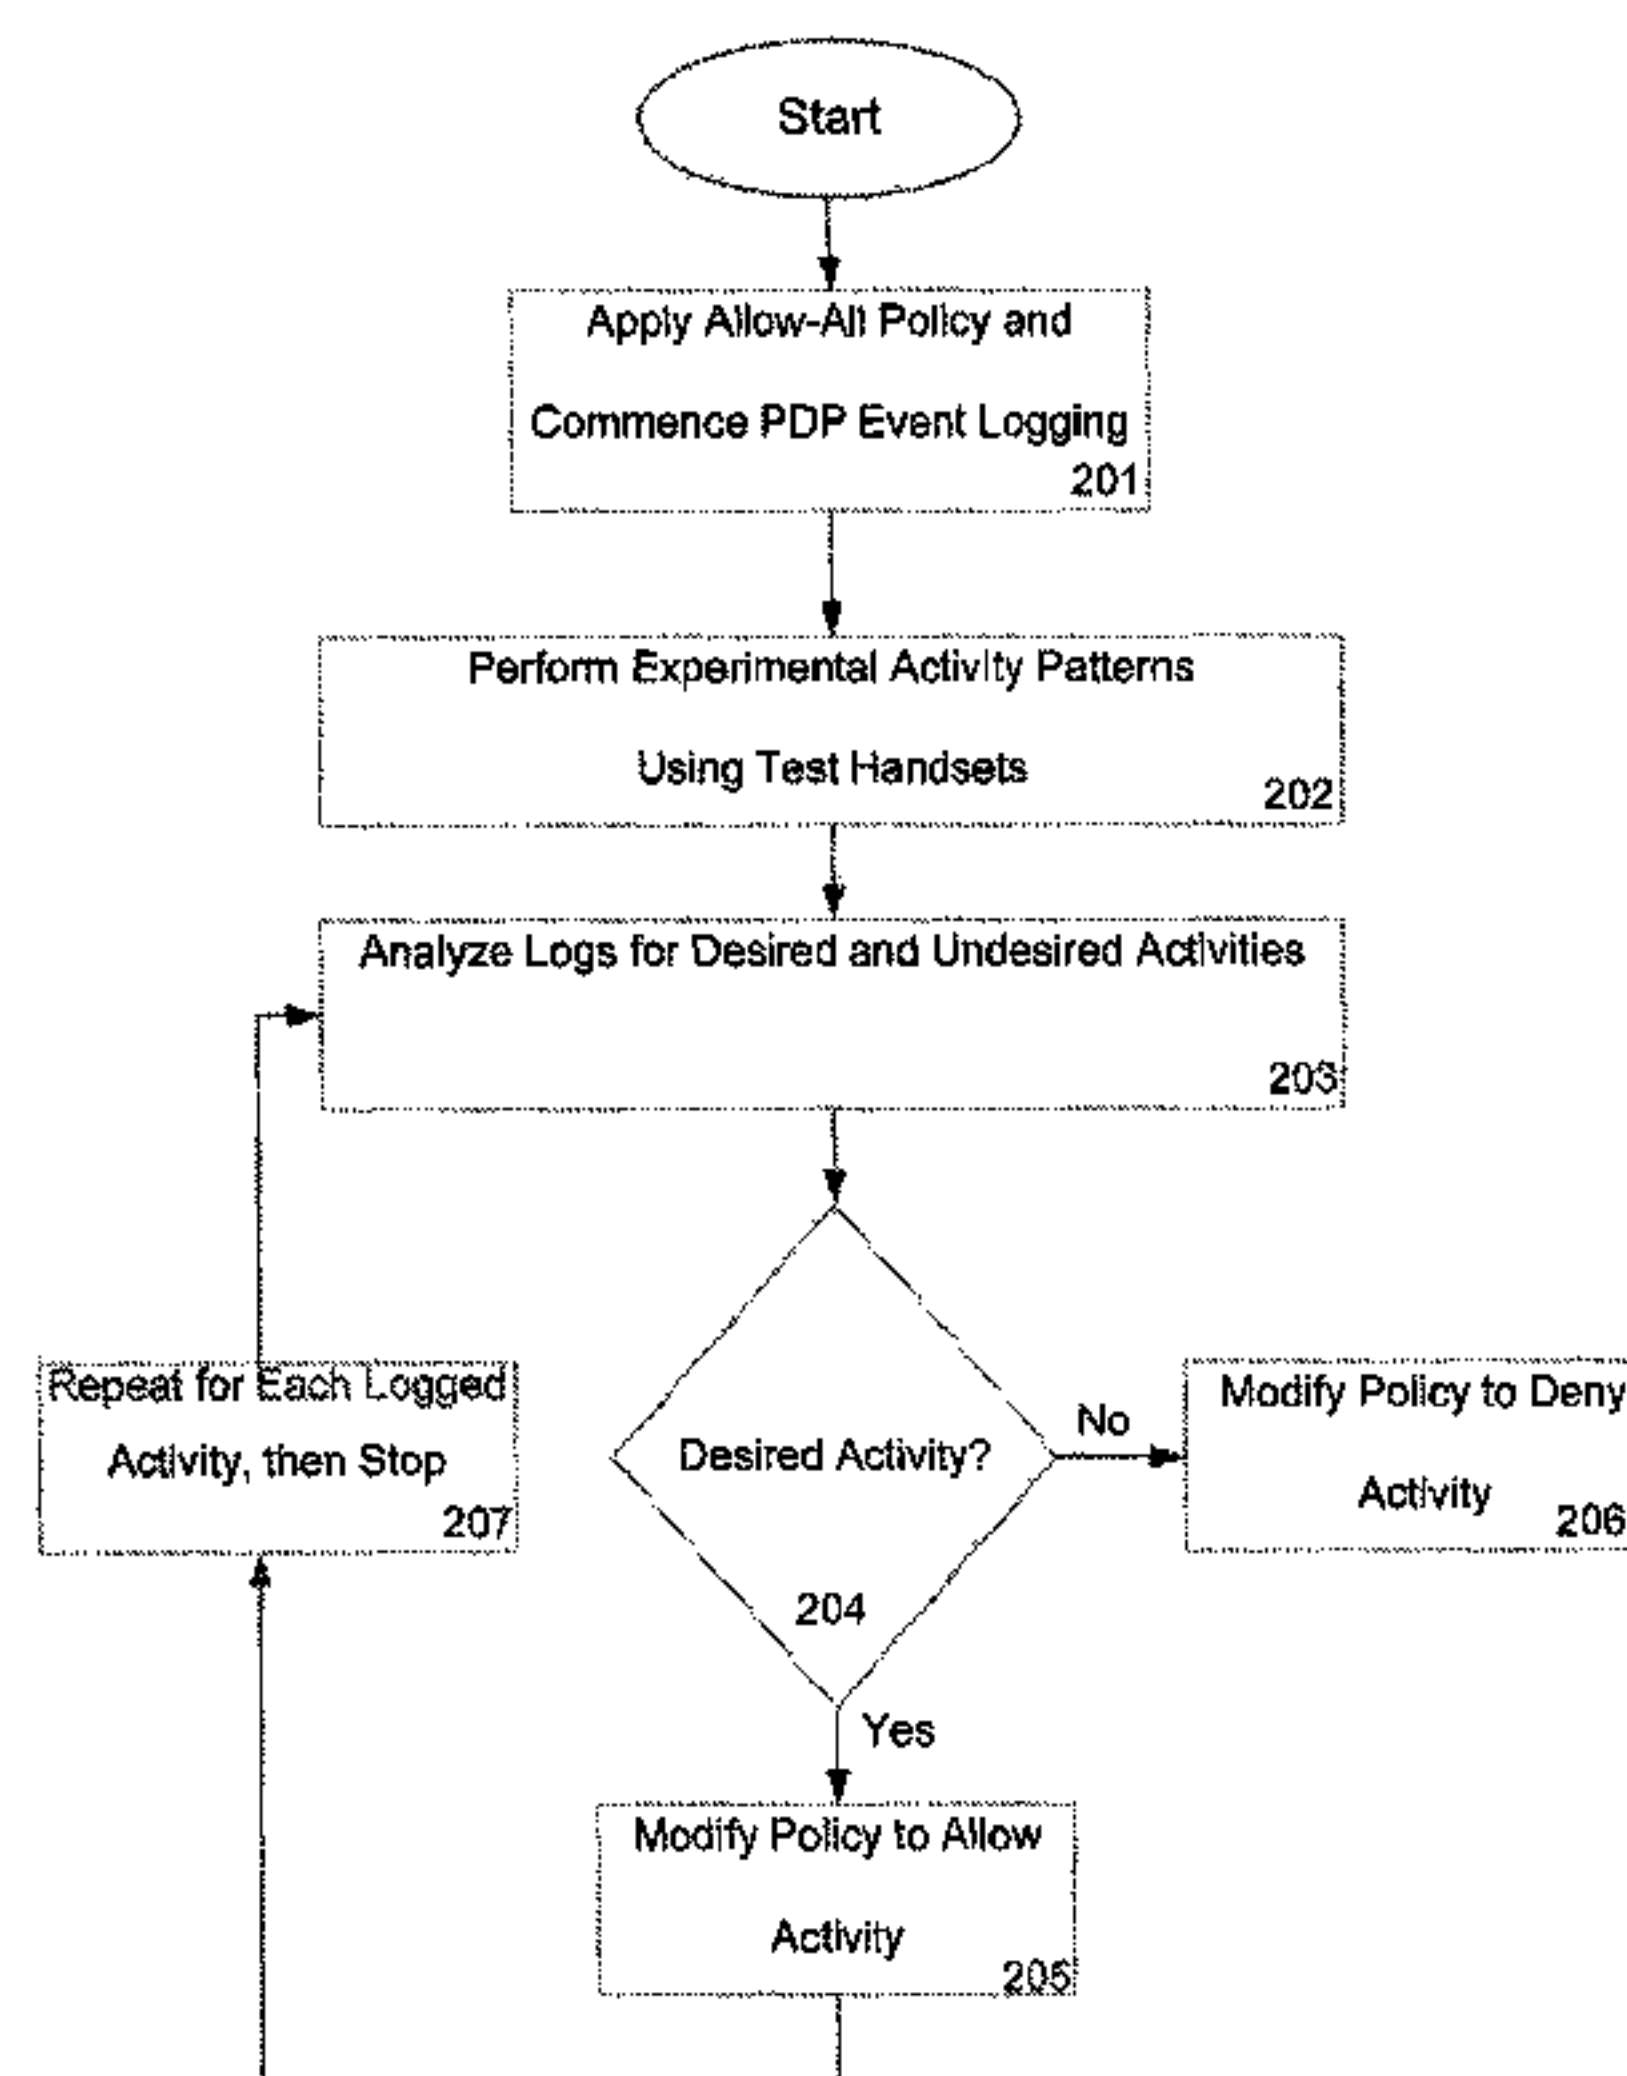 Start
Apply Allow-All Policy and
Commence PDP Event Logging
201
Perform Experimental Activity Patterns
Using Test Handsets
202
Analyze Logs for Desired and Undesired Activities
203
Repeat for Each Logged
Activity, then Stop
207
Desired Activity?
204
No
Modify Policy to Deny
Activity
206
Yes
Modify Policy to Allow
Activity
205